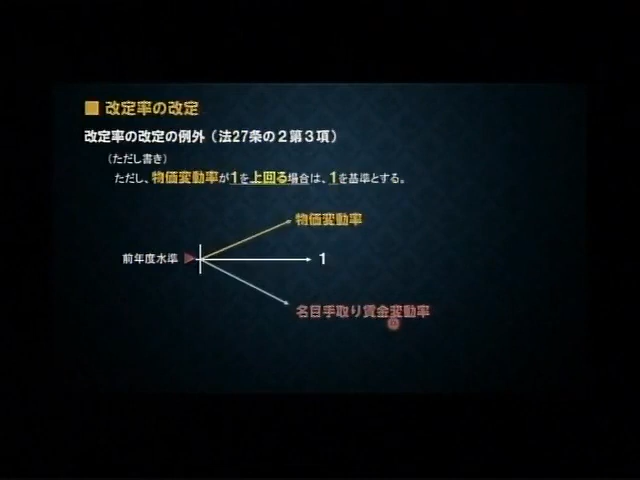 ■ 改定率の改定
改定率の改定の例外（法27条の２第３項）
（ただし書き）
ただし、物価変動率が1を上回る場合は、1を基準とする。
物価変動率
前年度水準
1
名目手取り賃金変動率